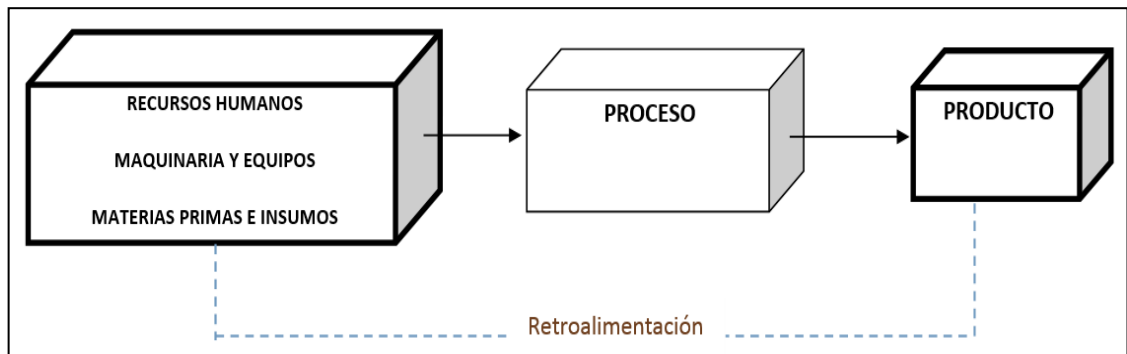 RECURSOS HUMANOS
MAQUINARIA Y EQUIPOS
MATERIAS PRIMAS E INSUMOS
PROCESO
PRODUCTO
Retroalimentación